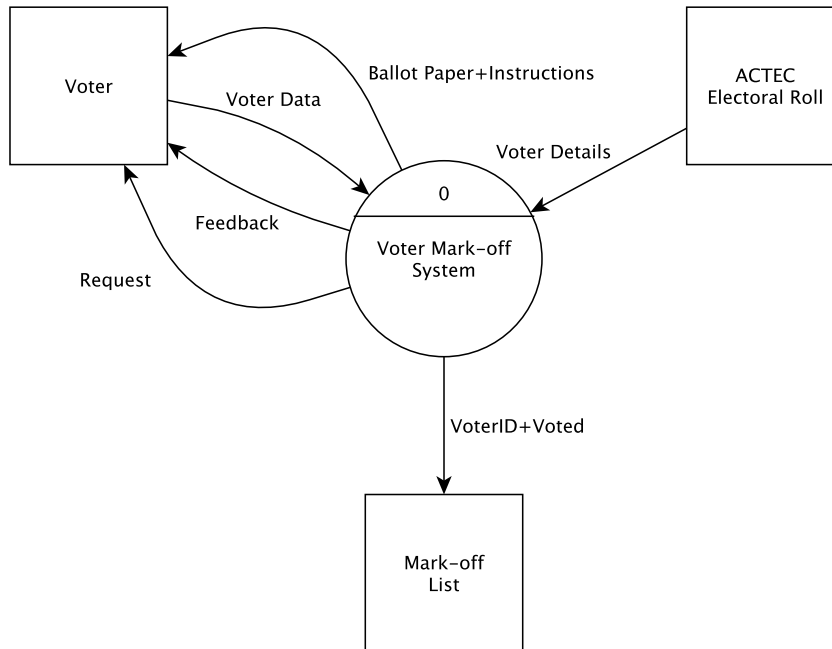 Voter
Ballot Paper+Instructions
ACTEC
Electoral Roll
Voter Data
Voter Details
0
Feedback
Voter Mark-off
System
Request
VoterID+Voted
Mark-off
List